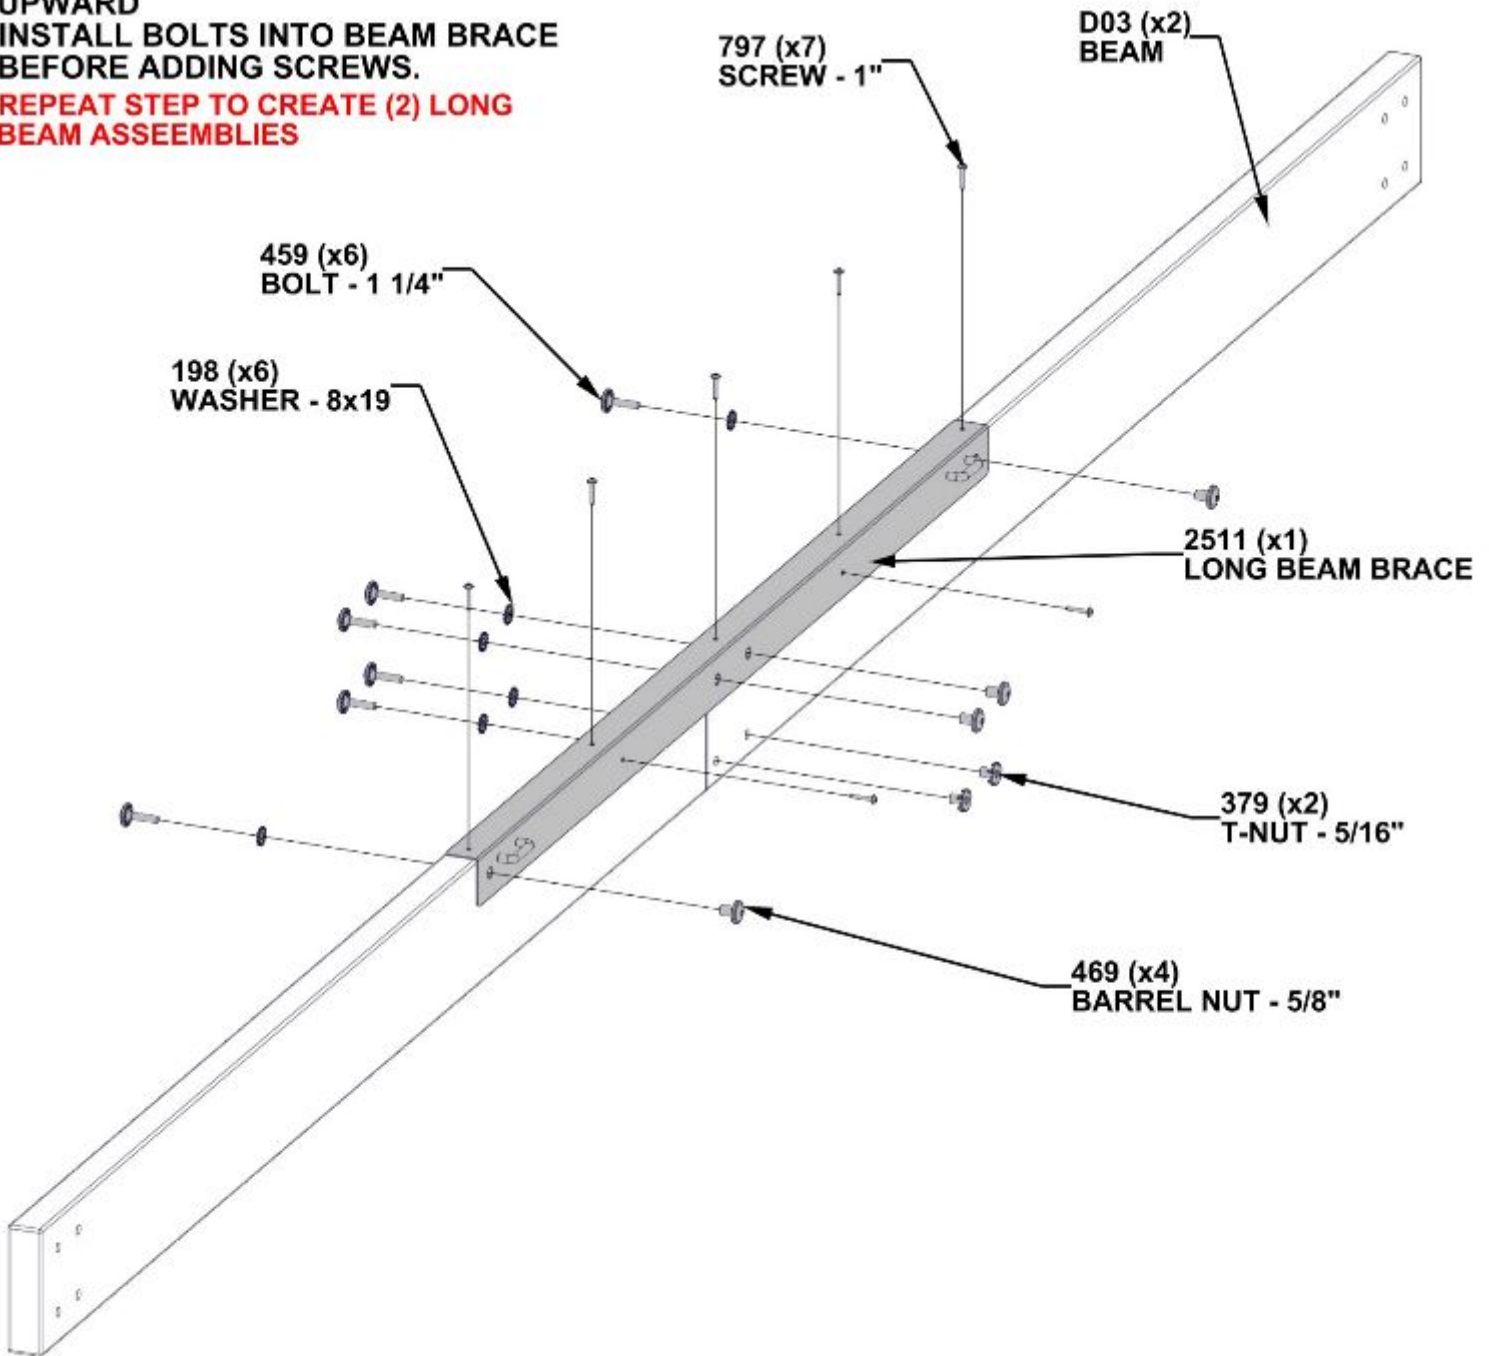 UPWARD
INSTALL BOLTS INTO BEAM BRACE
BEFORE ADDING SCREWS.
REPEAT STEP TO CREATE (2) LONG
BEAM ASSEEMBLIES
797 (x7)
SCREW - 1"
D03 (x2)
BEAM
459 (x6)
BOLT - 1 1/4"
198 (x6)
WASHER - 8x19
2511 (x1)
LONG BEAM BRACE
379 (x2)
T-NUT - 5/16"
469 (x4)
BARREL NUT - 5/8"